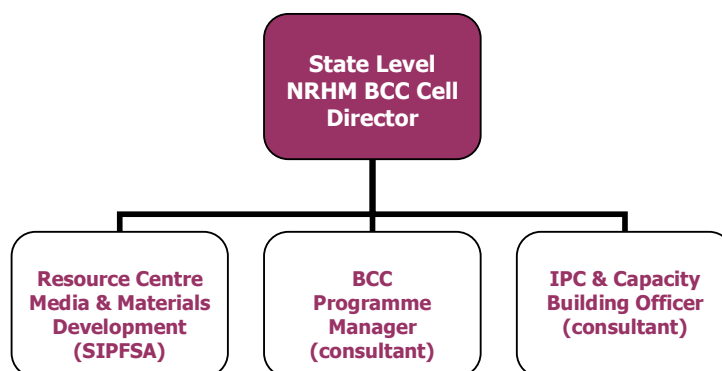 State Level
NRHM BCC Cell
Director
Resource Centre
Media & Materials
Development
(SIPFSA)
BCC
Programme
Manager
(consultant)
IPC & Capacity
Building Officer
(consultant)